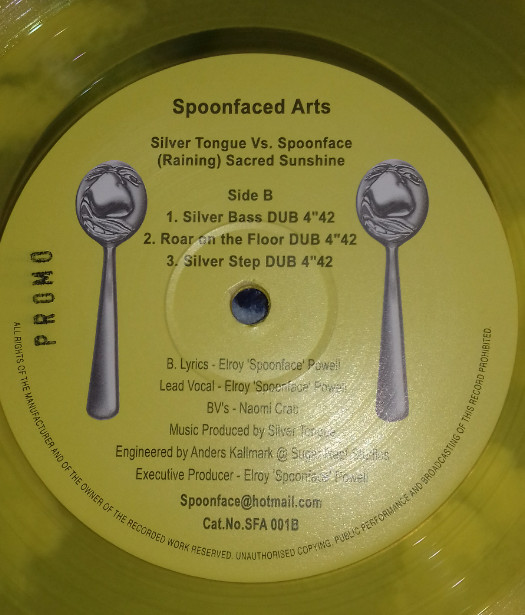 Spoonfaced Arts
Silver Tongue Vs. Spoonface
(Raining) Sacred Sunshine
Side B
1. Silver Bass DUB 4"42
2. Roar on the Floor DUB 4"42
3. Silver Step DUB 4"42
PROMO
B. Lyrics - Elroy 'Spoonface' Powell
Lead Vocal - Elroy 'Spoonface' Powell
BV's - Naomi
Music Produced by Silver Tongue
Engineered by Anders Kallmark @ Sugar
Executive Producer - Elroy 'Spoonface' Powell
Spoonface@hotmail.com
Cat.No.SFA 001B
ALL RIGHTS OF THE MANUFACTURER AND OF THE OWNER OF THE RECORDED WORK RESERVED. UNAUTHORISED COPYING, PUBLIC PERFORMANCE AND BROADCASTING OF THIS RECORD PROHIBITED.